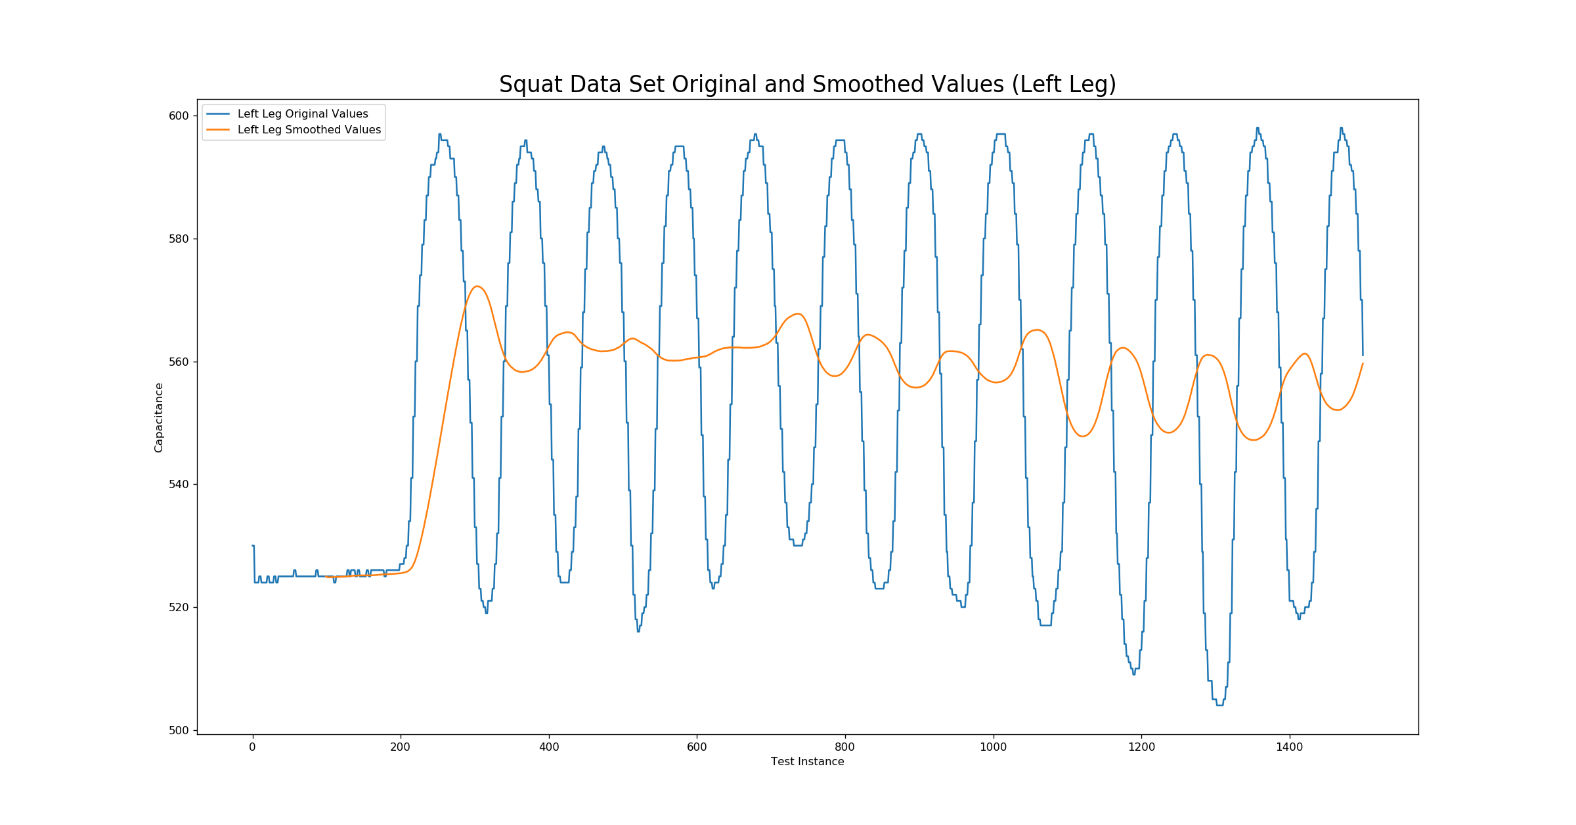 Squat Data Set Original and Smoothed Values (Left Leg)
Left Leg Original Values
Left Leg Smoothed Values
600
580
560
540
520
500
Capacitance
0 200 400 600 800 1000 1200 1400
Test Instance